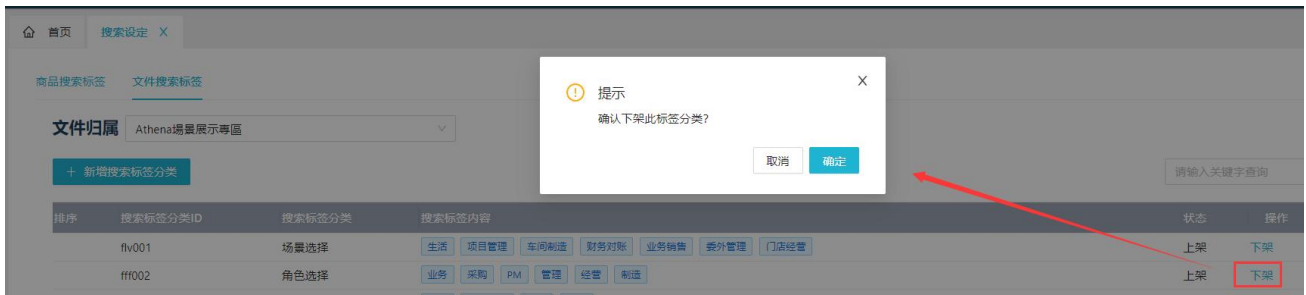 首页 搜索设定 X
商品搜索标签 文件搜索标签
提示 X
确认下架此标签分类?
文件归属 Athena場景展示專區
取消 确定
+ 新增搜索标签分类 请输入关键字查询
排序 搜索标签分类ID 搜索标签分类 搜索标签内容 状态 操作
flv001 场景选择 生活 项目管理 车间制造 财务对账 业务销售 委外管理 门店经营 上架 下架
fff002 角色选择 业务 采购 PM 管理 经营 制造 上架 下架